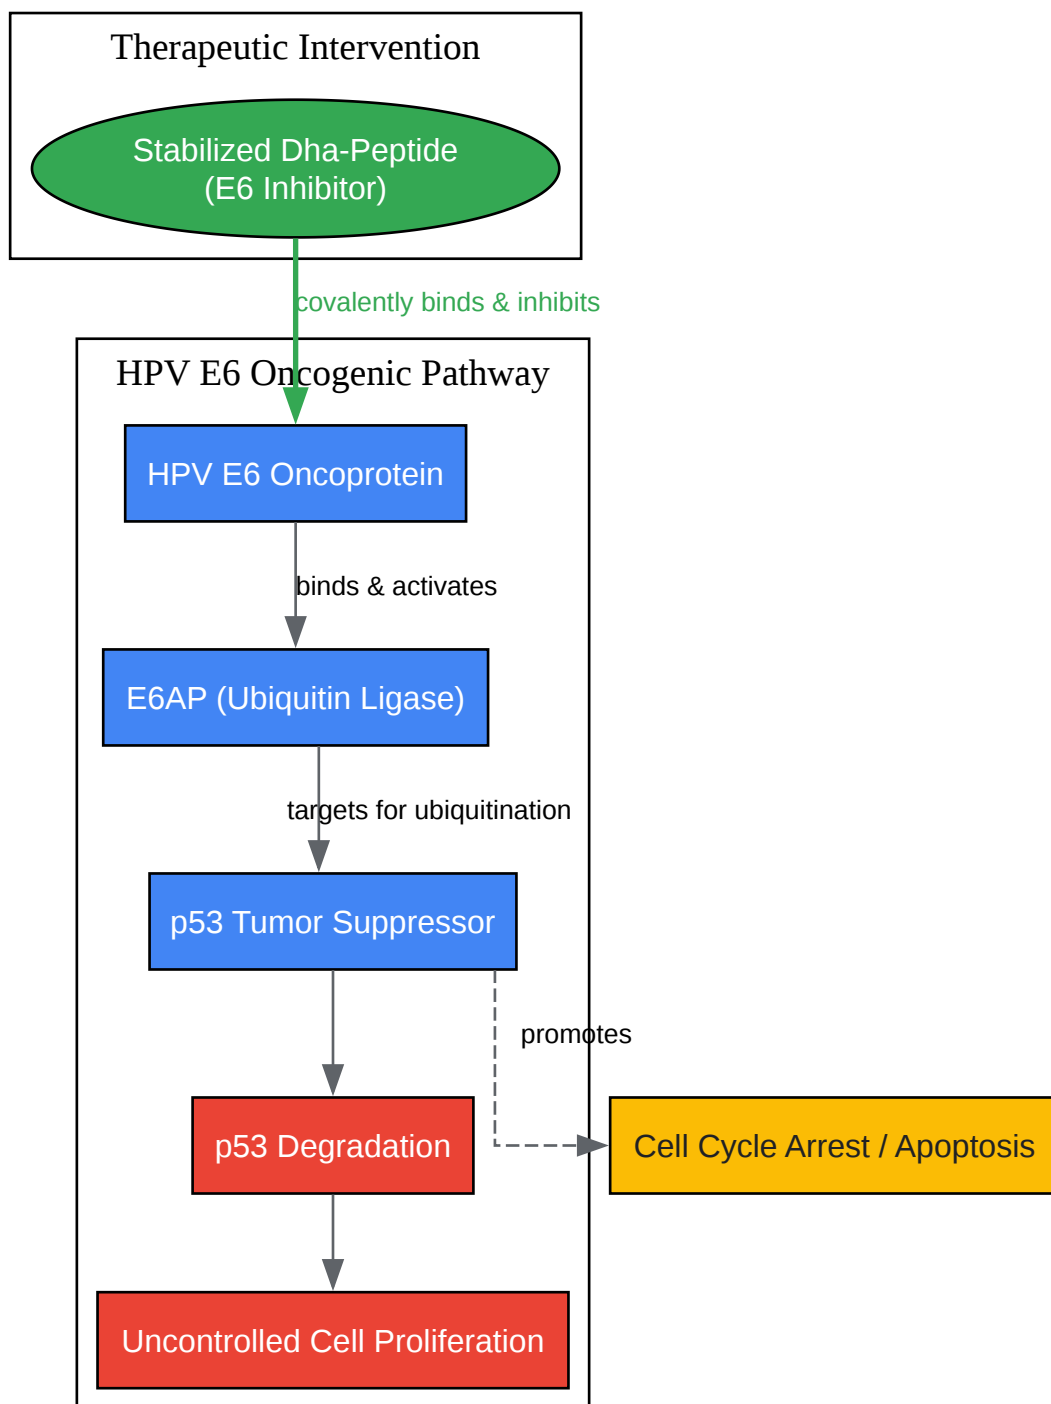 Therapeutic Intervention
Stabilized Dha-Peptide
(E6 Inhibitor)
covalently binds & inhibits
HPV E6 Oncogenic Pathway
HPV E6 Oncoprotein
binds & activates
E6AP (Ubiquitin Ligase)
targets for ubiquitination
p53 Tumor Suppressor
promotes
p53 Degradation
Cell Cycle Arrest / Apoptosis
Uncontrolled Cell Proliferation